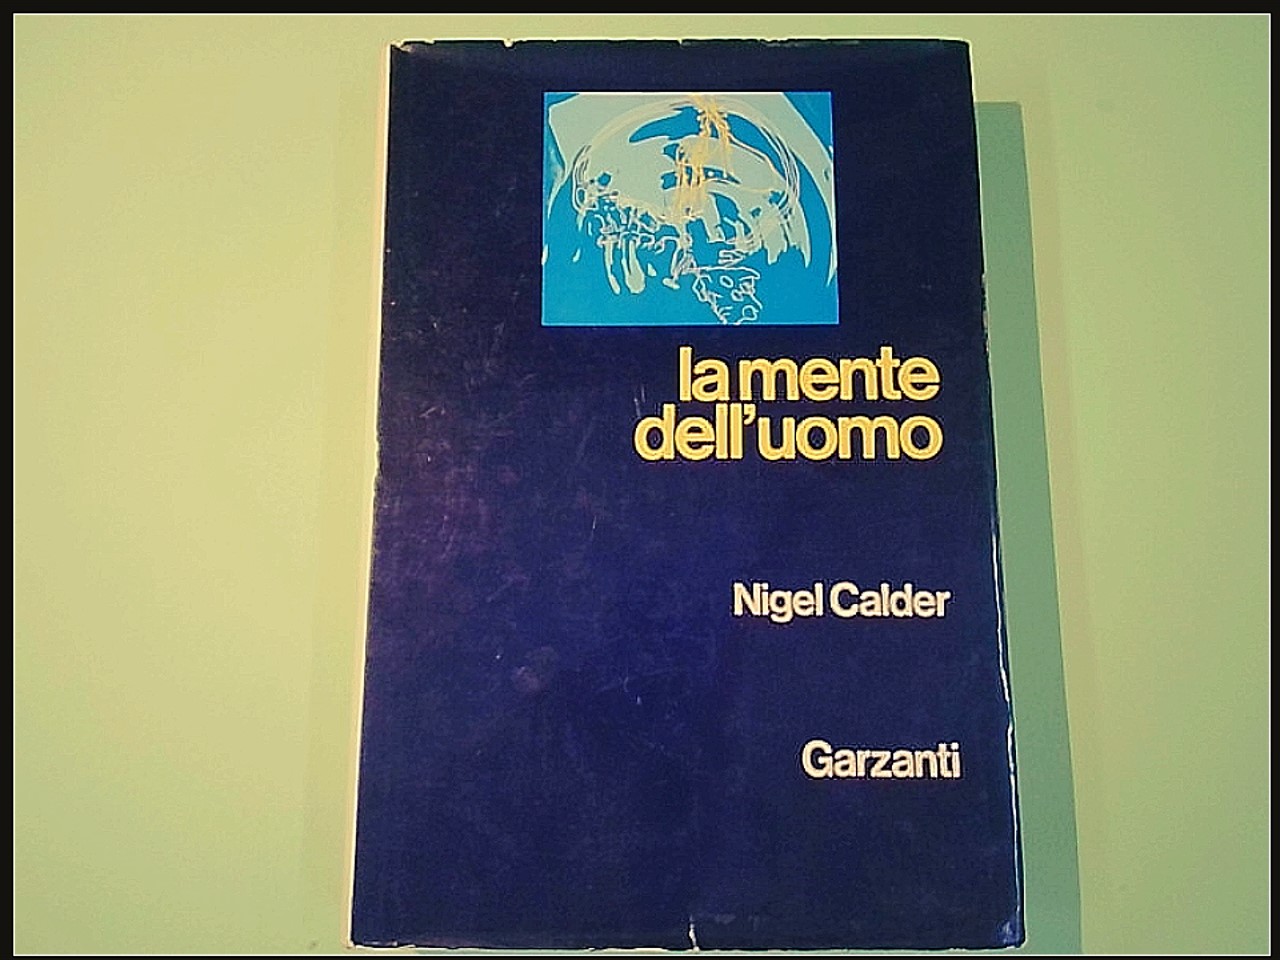 la mente
dell'uomo
Nigel Calder
Garzanti